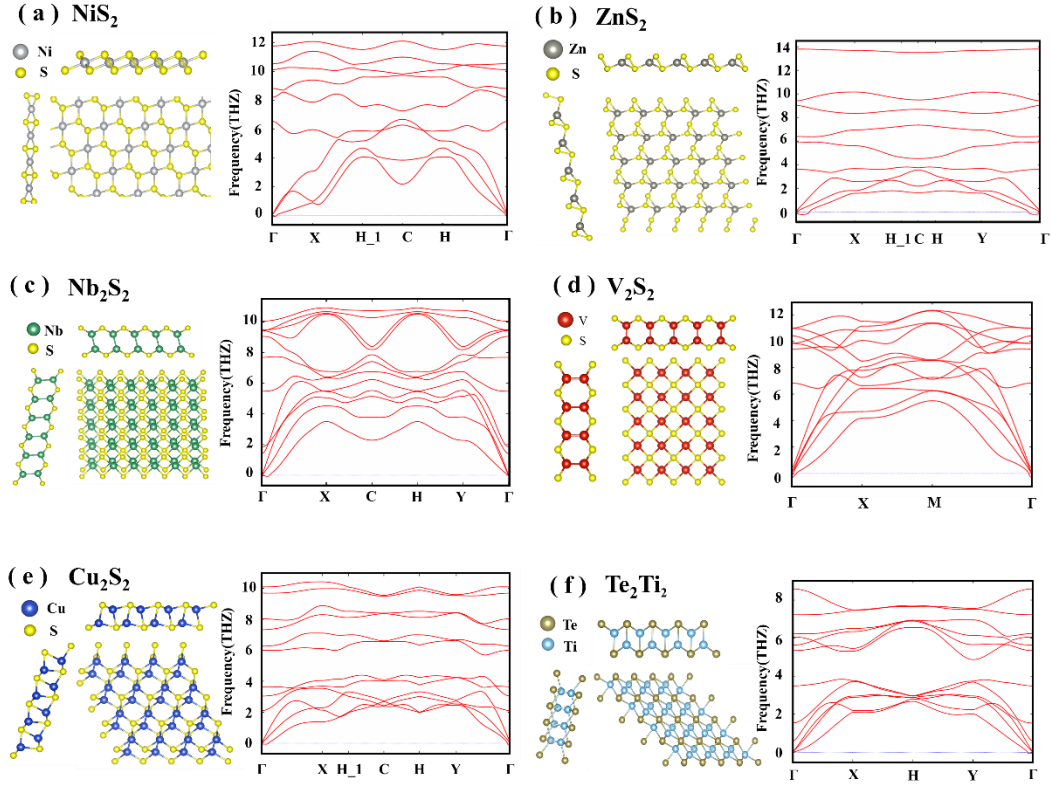 ( a ) NiS₂
Ni
S
Frequency(THZ)
12
10
8
6
4
2
0
Γ X H_1 C H Γ
( b ) ZnS₂
Zn
S
Frequency(THZ)
14
12
10
8
6
4
2
0
Γ X H_1 C H Y Γ
( c ) Nb₂S₂
Nb
S
Frequency(THZ)
10
8
6
4
2
0
Γ X C H Y Γ
( d ) V₂S₂
V
S
Frequency(THZ)
12
10
8
6
4
2
0
Γ X M Γ
( e ) Cu₂S₂
Cu
S
Frequency(THZ)
10
8
6
4
2
0
Γ X H_1 C H Y Γ
( f ) Te₂Ti₂
Te
Ti
Frequency(THZ)
8
6
4
2
0
Γ X H Y Γ